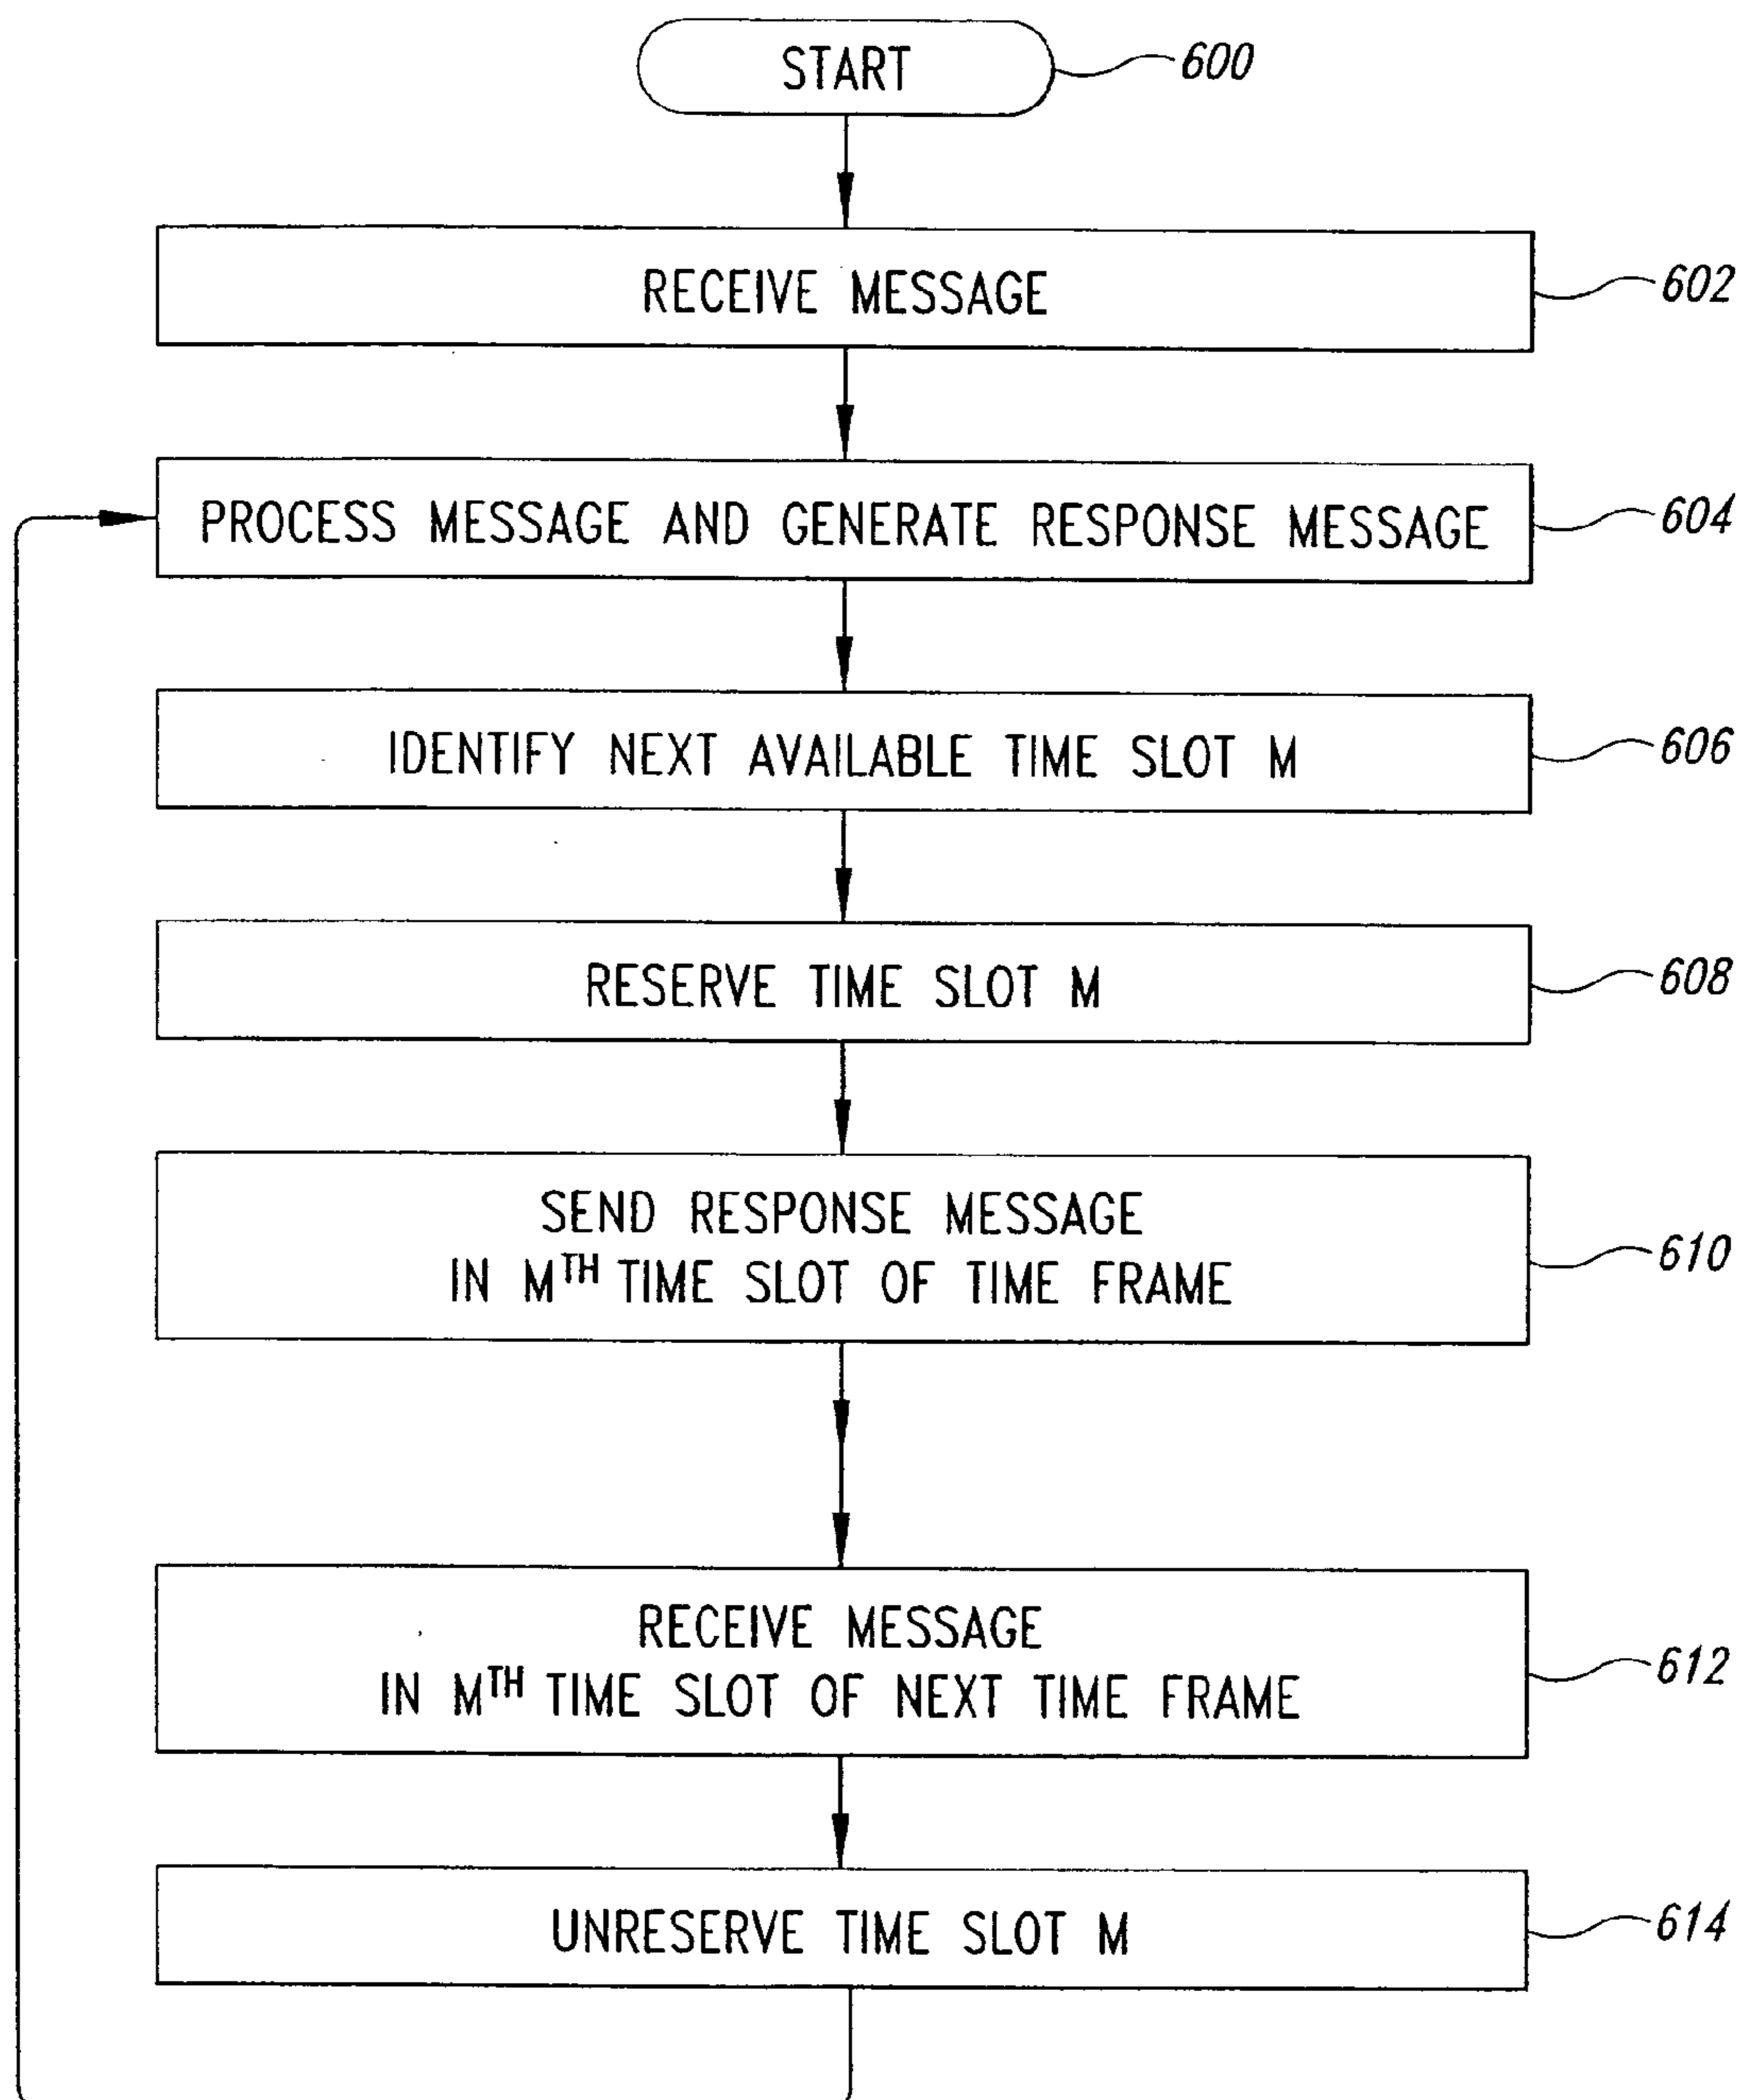 START
600
RECEIVE MESSAGE
602
PROCESS MESSAGE AND GENERATE RESPONSE MESSAGE
604
IDENTIFY NEXT AVAILABLE TIME SLOT M
606
RESERVE TIME SLOT M
608
SEND RESPONSE MESSAGE
IN MTH TIME SLOT OF TIME FRAME
610
RECEIVE MESSAGE
IN MTH TIME SLOT OF NEXT TIME FRAME
612
UNRESERVE TIME SLOT M
614